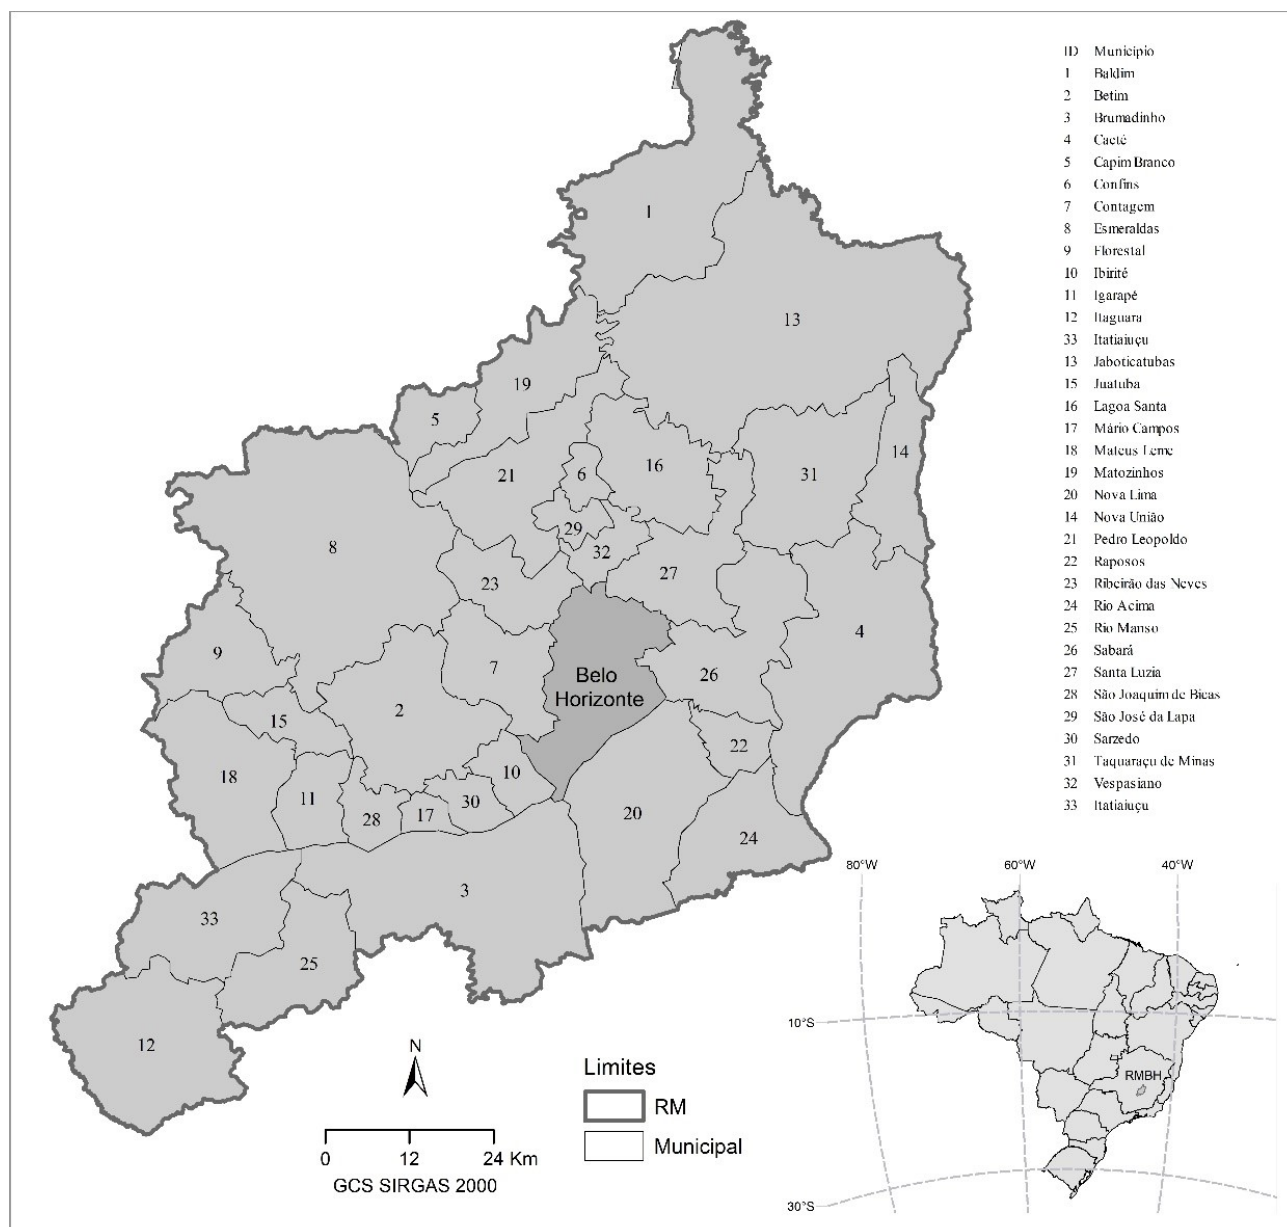 ID Município
1 Baldim
2 Betim
3 Brumadinho
4 Caeté
5 Capim Branco
6 Confins
7 Contagem
8 Esmeraldas
9 Florestal
10 Ibirité
11 Igarapé
12 Itaguara
33 Itatiaiuçu
13 Jaboticatubas
15 Juatuba
16 Lagoa Santa
17 Mário Campos
18 Mateus Leme
19 Matozinhos
20 Nova Lima
14 Nova União
21 Pedro Leopoldo
22 Raposos
23 Ribeirão das Neves
24 Rio Acima
25 Rio Manso
26 Sabará
27 Santa Luzia
28 São Joaquim de Bicas
29 São José da Lapa
30 Sarzedo
31 Taquaraçu de Minas
32 Vespasiano
33 Itatiaiuçu
1
13
19
5
14
16
21
6
31
29
8
32
27
23
4
9
7
26
Belo
Horizonte
2
15
22
10
18
11
30
20
28
17
24
3
33
25
12
N
0 12 24 Km
GCS SIRGAS 2000
Limites
RM
Municipal
80°W 60°W 40°W
10°S
RMBH
30°S